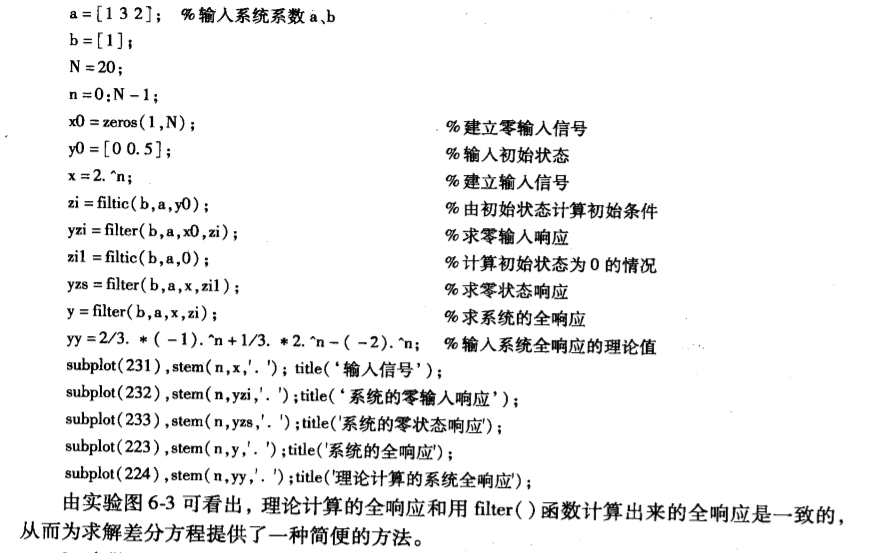 a=[1 3 2]; %输入系统系数 a、b
b=[1];
N=20;
n=0:N-1;
x0=zeros(1,N); %建立零输入信号
y0=[0 0.5]; %输入初始状态
x=2.^n; %建立输入信号
zi=filtic(b,a,y0); %由初始状态计算初始条件
yzi=filter(b,a,x0,zi); %求零输入响应
zi1=filtic(b,a,0); %计算初始状态为 0 的情况
yzs=filter(b,a,x,zi1); %求零状态响应
y=filter(b,a,x,zi); %求系统的全响应
yy=2/3.*(-1).^n+1/3.*2.^n-(-2).^n; %输入系统全响应的理论值
subplot(231),stem(n,x,'.'); title(‘输入信号’);
subplot(232),stem(n,yzi,'.');title(‘系统的零输入响应’);
subplot(233),stem(n,yzs,'.');title('系统的零状态响应');
subplot(223),stem(n,y,'.');title('系统的全响应');
subplot(224),stem(n,yy,'.');title('理论计算的系统全响应');
由实验图 6-3 可看出，理论计算的全响应和用 filter()函数计算出来的全响应是一致的，
从而为求解差分方程提供了一种简便的方法。